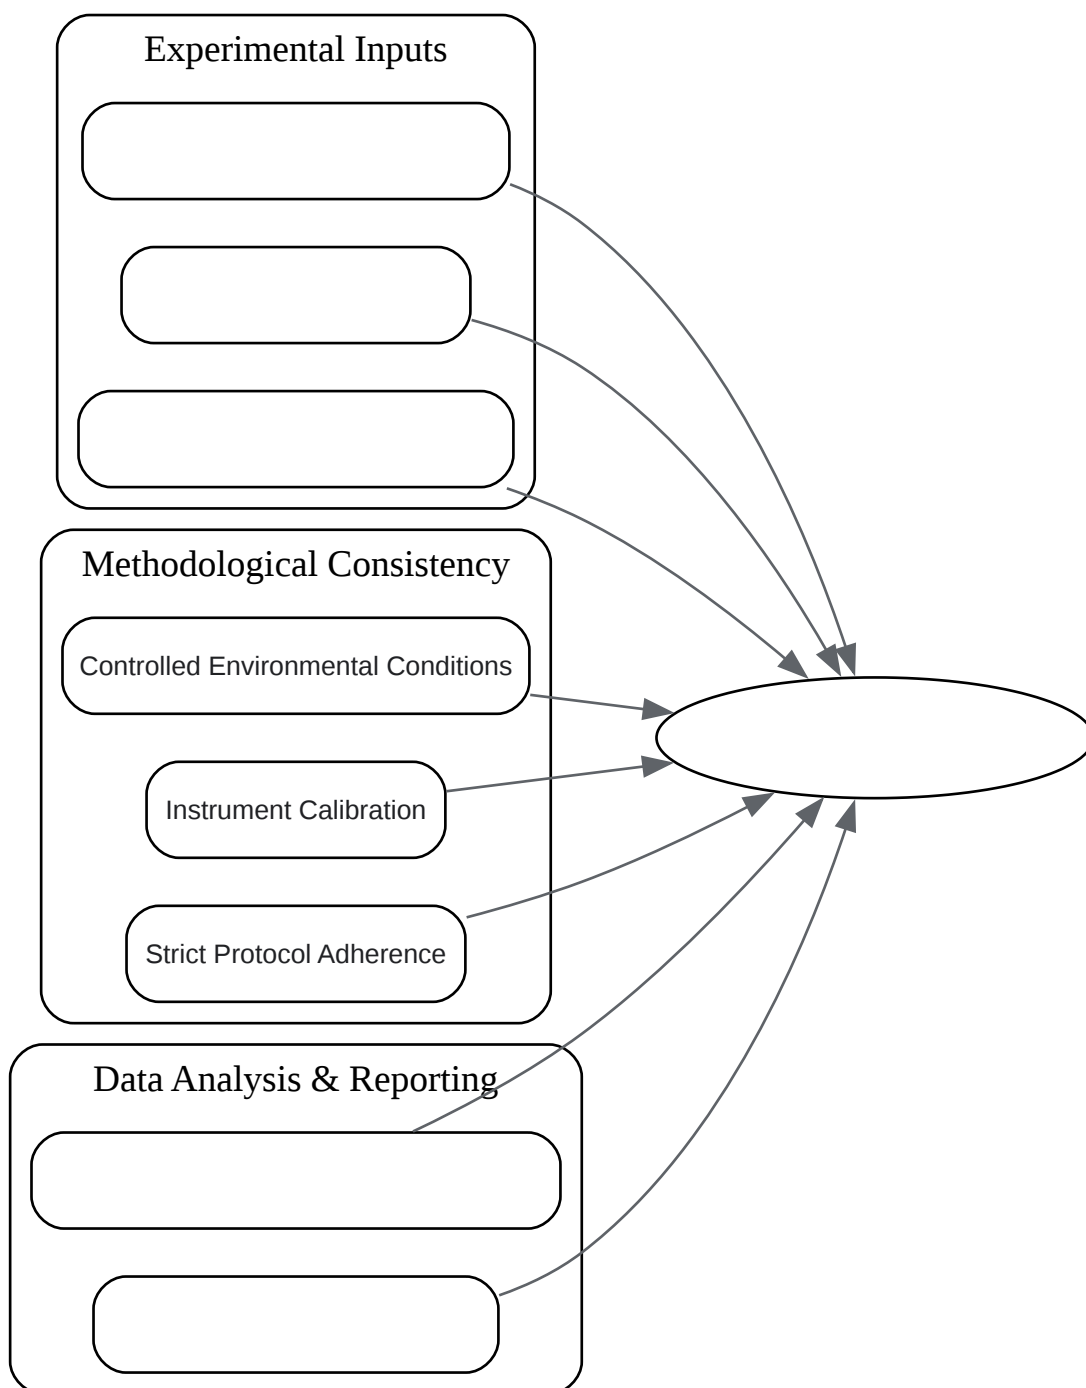 Experimental Inputs
Methodological Consistency
Controlled Environmental Conditions
Instrument Calibration
Strict Protocol Adherence
Data Analysis & Reporting